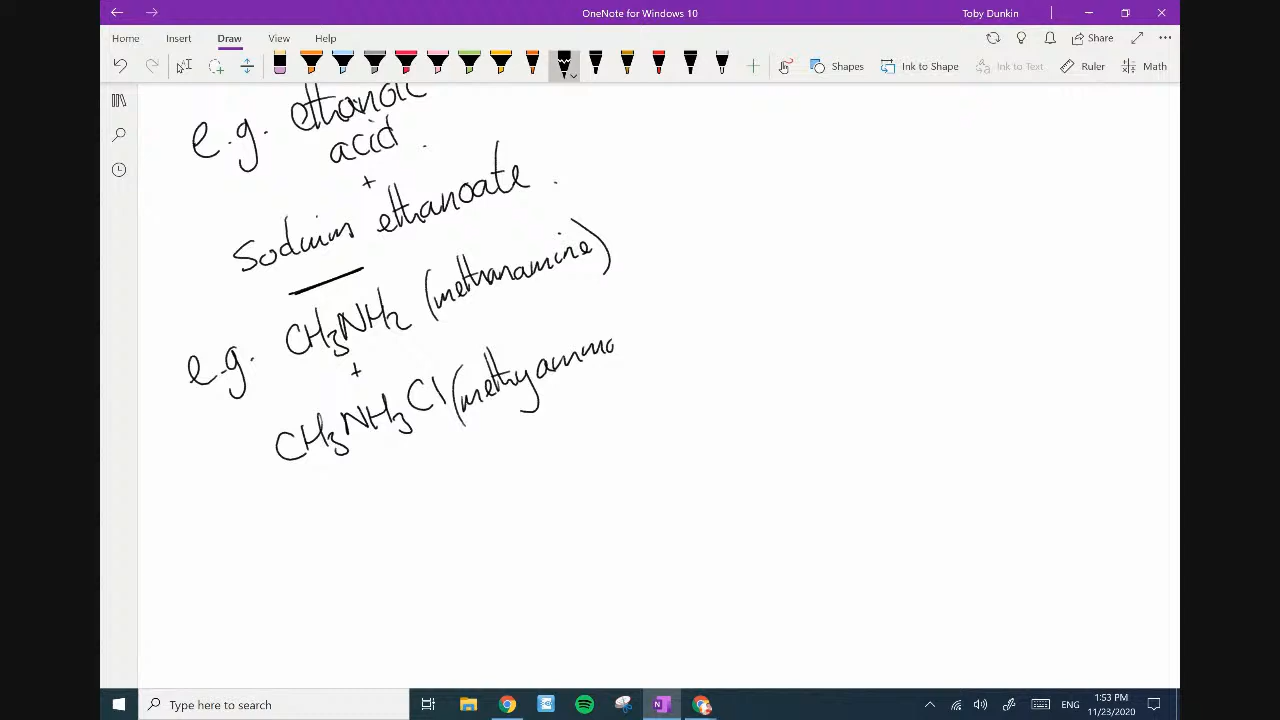 OneNote for Windows 10
Toby Dunkin
Home Insert Draw View Help
Share
Shapes Ink to Shape Ink to Text Ruler Math
e.g. ethanoic
acid
+
Sodium ethanoate
e.g. CH3NH2 (methanamine)
+
CH3NH3Cl (methyammo
Type here to search
ENG
1:53 PM
11/23/2020